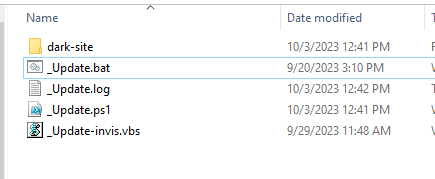 Name Date modified T
dark-site 10/3/2023 12:41 PM F
_Update.bat 9/20/2023 3:10 PM W
_Update.log 10/3/2023 12:42 PM T
_Update.ps1 10/3/2023 12:41 PM W
_Update-invis.vbs 9/29/2023 11:48 AM V